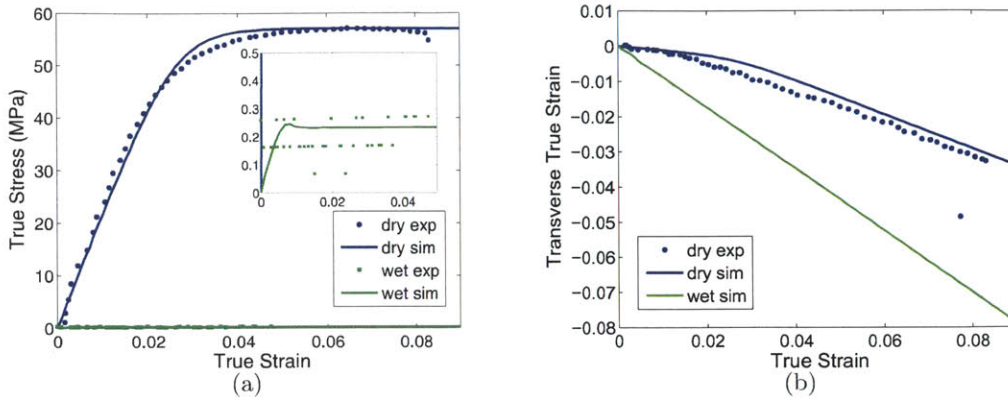 60
50
40
30
20
10
0
True Stress (MPa)
0.5
0.4
0.3
0.2
0.1
0
0 0.02 0.04
dry exp
dry sim
wet exp
wet sim
0 0.02 0.04 0.06 0.08
True Strain
(a)
0.01
0
−0.01
−0.02
−0.03
−0.04
−0.05
−0.06
−0.07
−0.08
Transverse True Strain
dry exp
dry sim
wet sim
0 0.02 0.04 0.06 0.08
True Strain
(b)